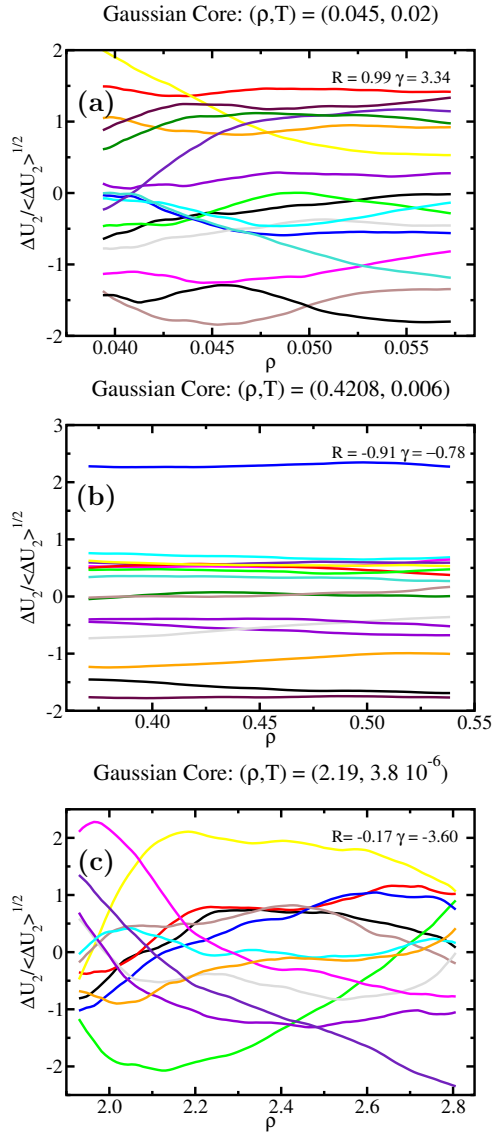 Gaussian Core: (ρ,T) = (0.045, 0.02)
2
R = 0.99 γ = 3.34
(a)
1
0
-1
-2
ΔU₂/<ΔU₂>^1/2
0.040 0.045 0.050 0.055
ρ
Gaussian Core: (ρ,T) = (0.4208, 0.006)
3
R = -0.91 γ = −0.78
2
(b)
1
0
-1
-2
ΔU₂/<ΔU₂>^1/2
0.40 0.45 0.50 0.55
ρ
Gaussian Core: (ρ,T) = (2.19, 3.8 10^-6)
R= -0.17 γ = -3.60
2
(c)
1
0
-1
-2
ΔU₂/<ΔU₂>^1/2
2.0 2.2 2.4 2.6 2.8
ρ